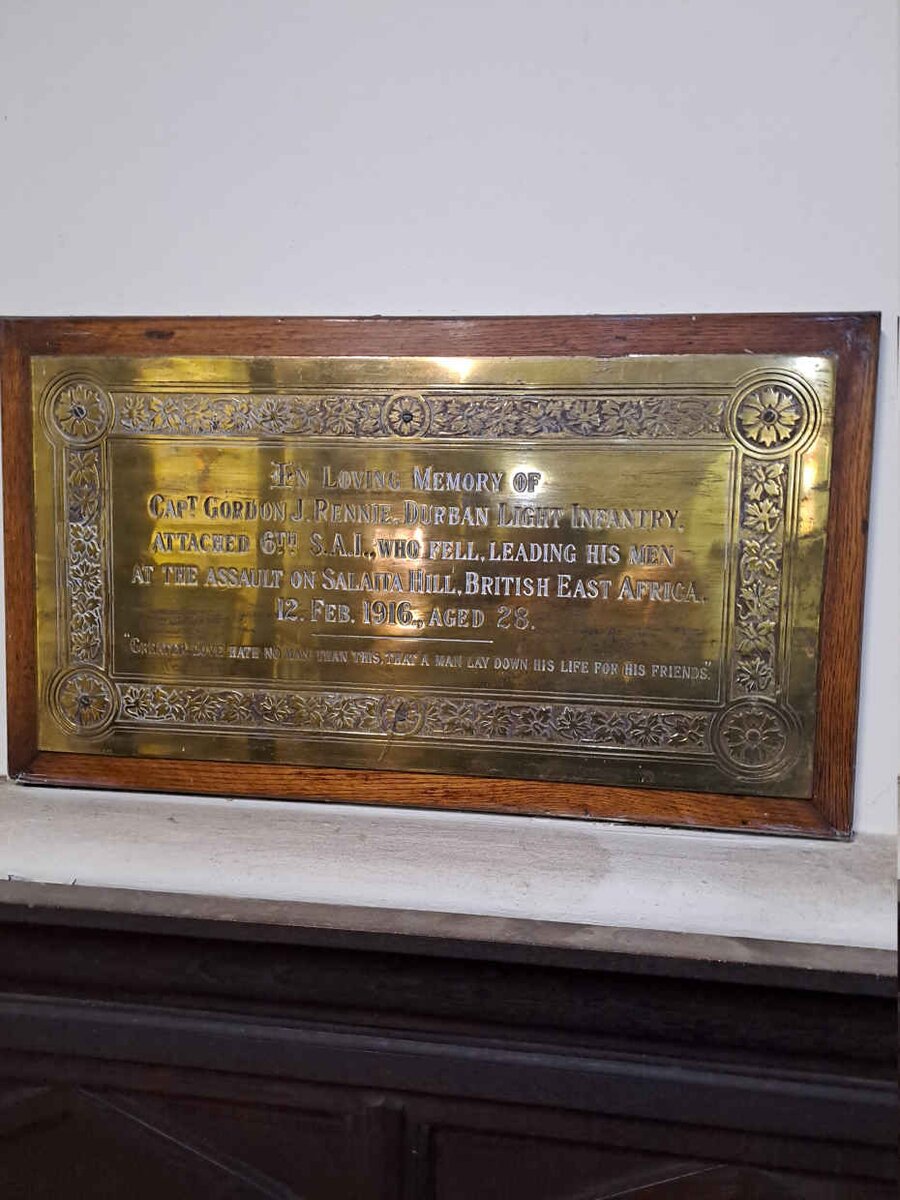 In Loving Memory of
Capt Gordon J. Rennie, Durban Light Infantry,
attached 6th S.A.I., who fell, leading his men
at the assault on Salaita Hill, British East Africa,
12. Feb. 1916., aged 28.
"Greater love hath no man than this, that a man lay down his life for his friends."